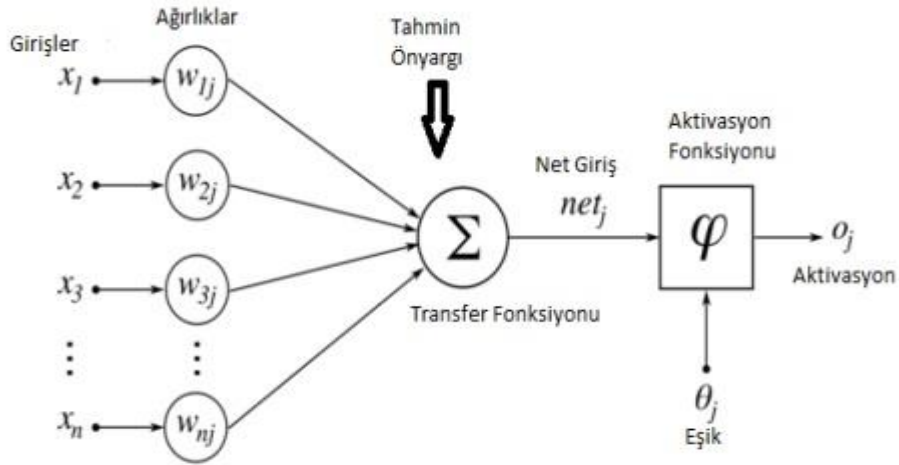 Girişler
Ağırlıklar
Tahmin
Önyargı
x1
w1j
x2
w2j
x3
w3j
⋮
⋮
xn
wnj
Σ
Transfer Fonksiyonu
Net Giriş
netj
Aktivasyon
Fonksiyonu
φ
oj
Aktivasyon
θj
Eşik